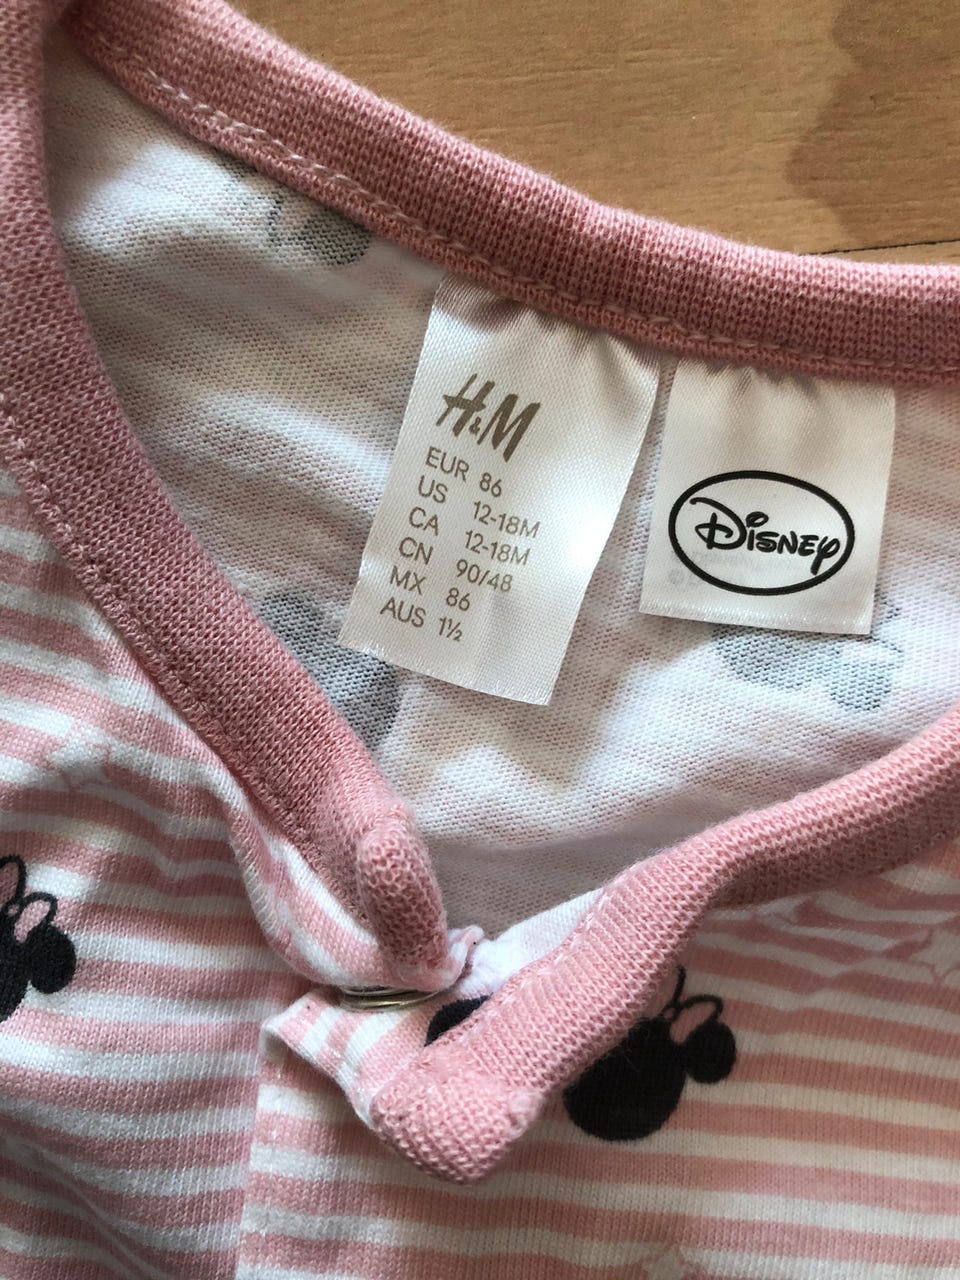 H&M
EUR 86
US 12-18M
CA 12-18M
CN 90/48
MX 86
AUS 1½
Disney